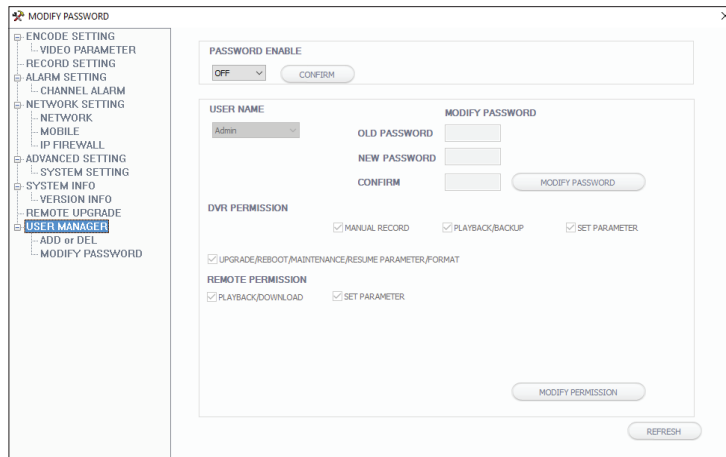 MODIFY PASSWORD
ENCODE SETTING
VIDEO PARAMETER
RECORD SETTING
ALARM SETTING
CHANNEL ALARM
NETWORK SETTING
NETWORK
MOBILE
IP FIREWALL
ADVANCED SETTING
SYSTEM SETTING
SYSTEM INFO
VERSION INFO
REMOTE UPGRADE
USER MANAGER
ADD or DEL
MODIFY PASSWORD
PASSWORD ENABLE
OFF CONFIRM
USER NAME
MODIFY PASSWORD
Admin OLD PASSWORD
NEW PASSWORD
CONFIRM MODIFY PASSWORD
DVR PERMISSION
MANUAL RECORD PLAYBACK/BACKUP SET PARAMETER
UPGRADE/REBOOT/MAINTENANCE/RESUME PARAMETER/FORMAT
REMOTE PERMISSION
PLAYBACK/DOWNLOAD SET PARAMETER
MODIFY PERMISSION
REFRESH